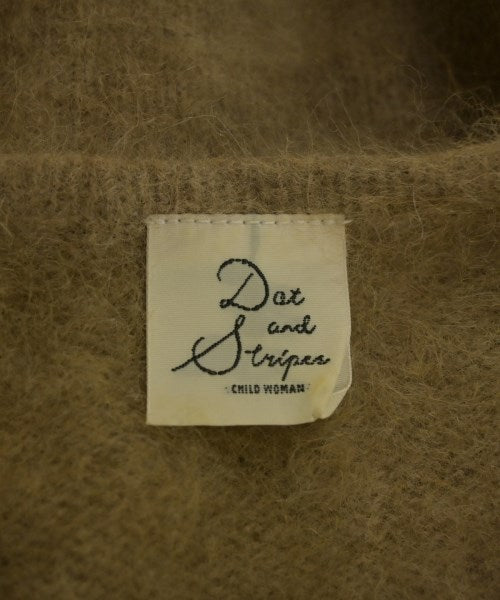 Dot
and
Stripes
CHILD WOMAN